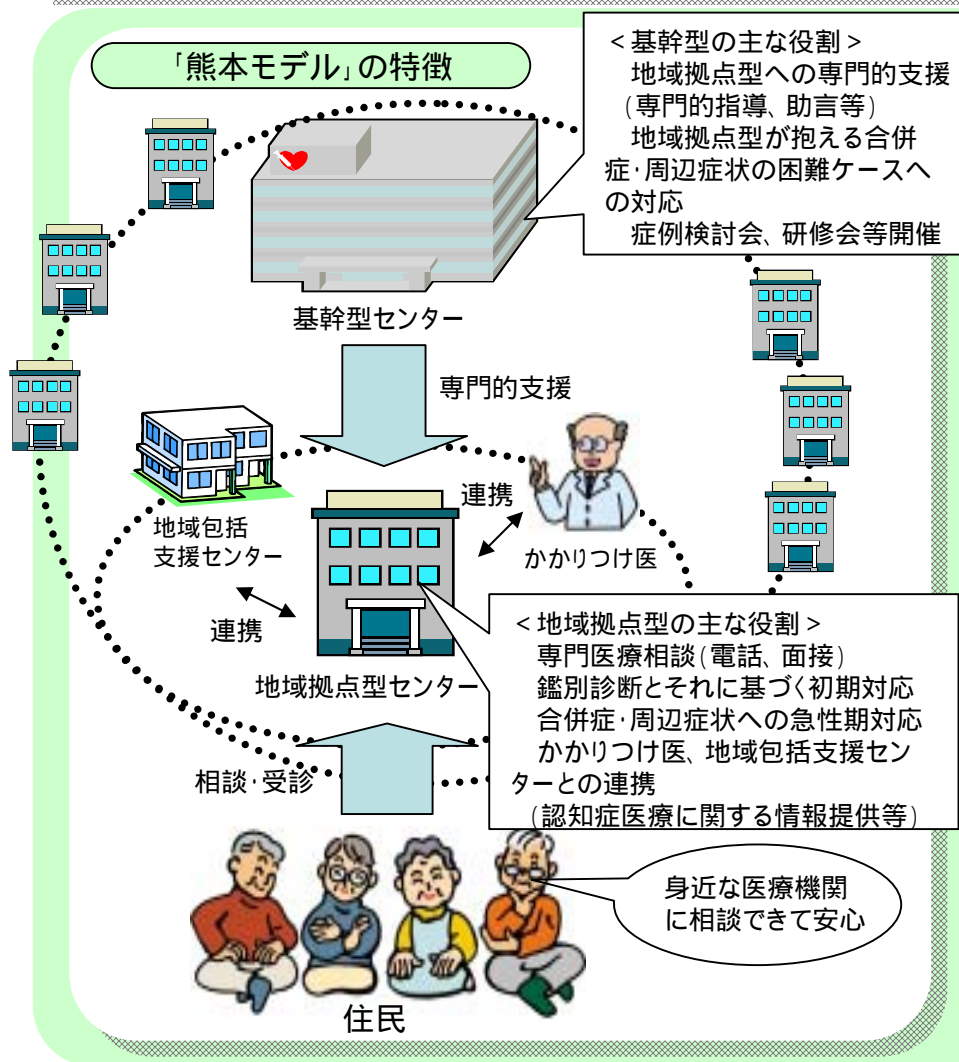 「熊本モデル」の特徴
<基幹型の主な役割>
地域拠点型への専門的支援
(専門的指導、助言等)
地域拠点型が抱える合併
症・周辺症状の困難ケースへ
の対応
症例検討会、研修会等開催
基幹型センター
専門的支援
地域包括
支援センター
連携
かかりつけ医
連携
地域拠点型センター
<地域拠点型の主な役割>
専門医療相談(電話、面接)
鑑別診断とそれに基づく初期対応
合併症・周辺症状への急性期対応
かかりつけ医、地域包括支援セン
ターとの連携
(認知症医療に関する情報提供等)
相談・受診
身近な医療機関
に相談できて安心
住民